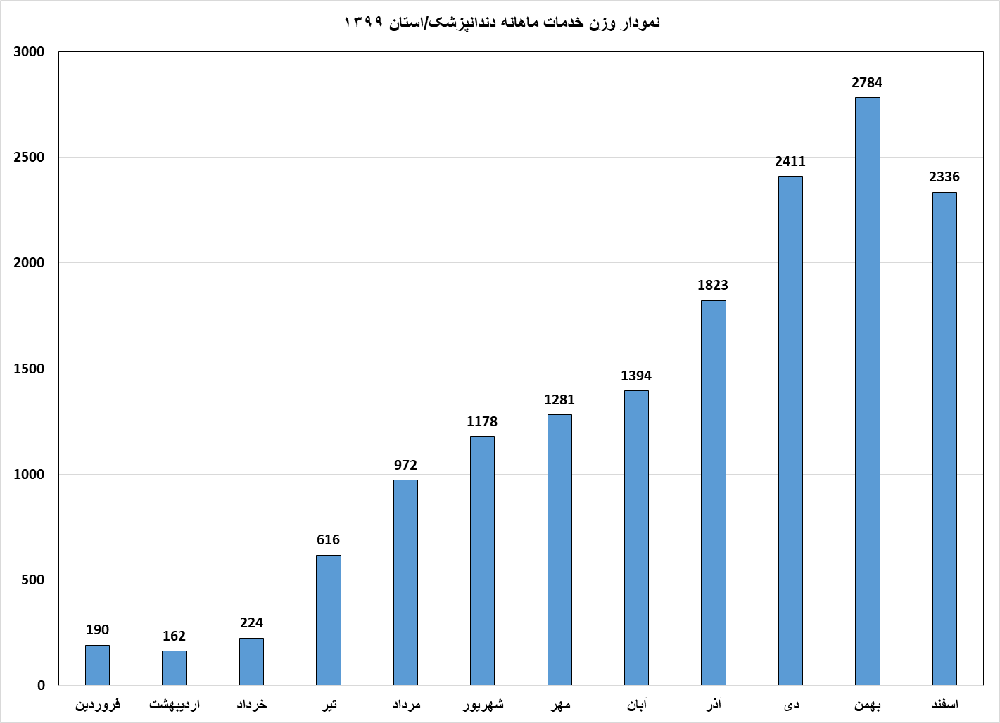 نمودار وزن خدمات ماهانه دندانپزشک/استان ۱۳۹۹
3000
2500
2000
1500
1000
500
0
190
162
224
616
972
1178
1281
1394
1823
2411
2784
2336
فروردین
اردیبهشت
خرداد
تیر
مرداد
شهریور
مهر
آبان
آذر
دی
بهمن
اسفند